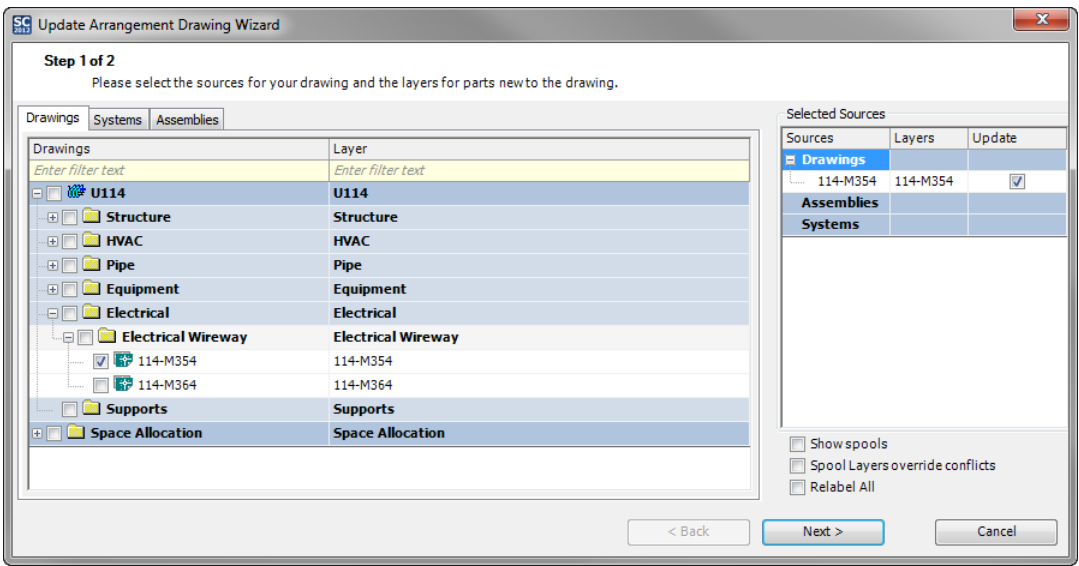 SC 2012 Update Arrangement Drawing Wizard
Step 1 of 2
Please select the sources for your drawing and the layers for parts new to the drawing.
Drawings Systems Assemblies
Drawings Layer
Enter filter text Enter filter text
U114 U114
Structure Structure
HVAC HVAC
Pipe Pipe
Equipment Equipment
Electrical Electrical
Electrical Wireway Electrical Wireway
114-M354 114-M354
114-M364 114-M364
Supports Supports
Space Allocation Space Allocation
Selected Sources
Sources Layers Update
Drawings
114-M354 114-M354
Assemblies
Systems
Show spools
Spool Layers override conflicts
Relabel All
< Back Next > Cancel